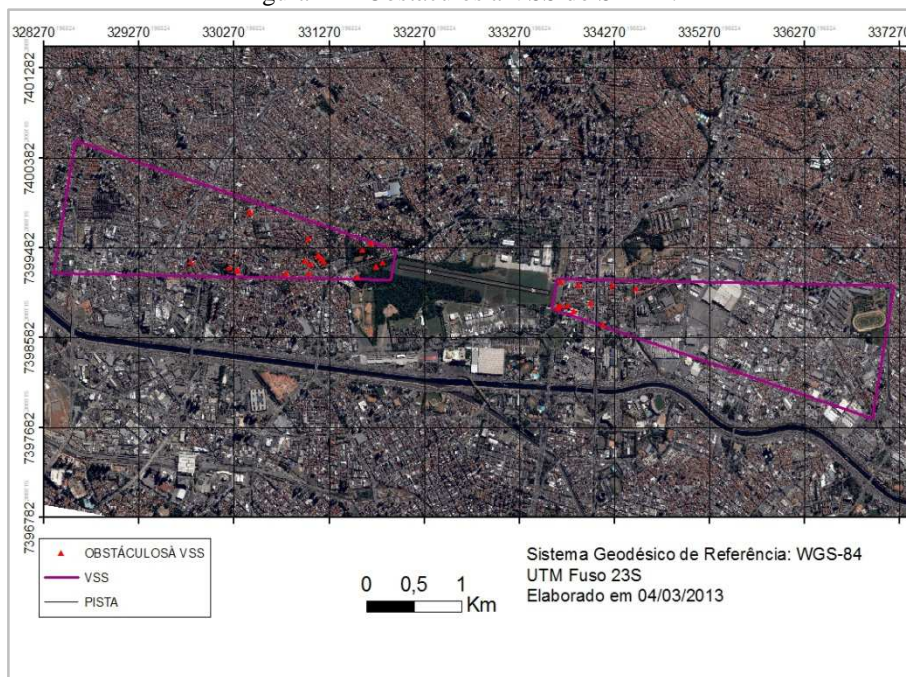 328270 329270 330270 331270 332270 333270 334270 335270 336270 337270
7401282
7400382
7399482
7398582
7397682
7396782
OBSTÁCULOSÀ VSS
VSS
PISTA
0 0,5 1
Km
Sistema Geodésico de Referência: WGS-84
UTM Fuso 23S
Elaborado em 04/03/2013